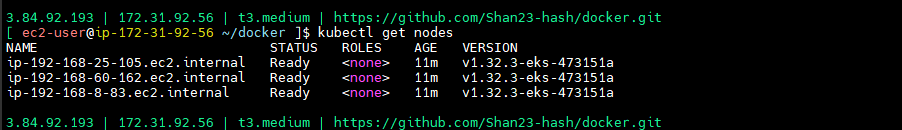 3.84.92.193 | 172.31.92.56 | t3.medium | https://github.com/Shan23-hash/docker.git
[ ec2-user@ip-172-31-92-56 ~/docker ]$ kubectl get nodes
NAME                             STATUS   ROLES    AGE   VERSION
ip-192-168-25-105.ec2.internal   Ready    <none>   11m   v1.32.3-eks-473151a
ip-192-168-60-162.ec2.internal   Ready    <none>   11m   v1.32.3-eks-473151a
ip-192-168-8-83.ec2.internal     Ready    <none>   11m   v1.32.3-eks-473151a
3.84.92.193 | 172.31.92.56 | t3.medium | https://github.com/Shan23-hash/docker.git